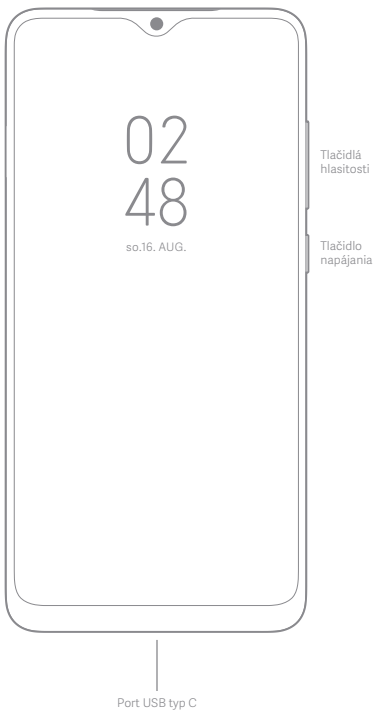 02
48
so.16. AUG.
Tlačidlá
hlasitosti
Tlačidlo
napájania
Port USB typ C